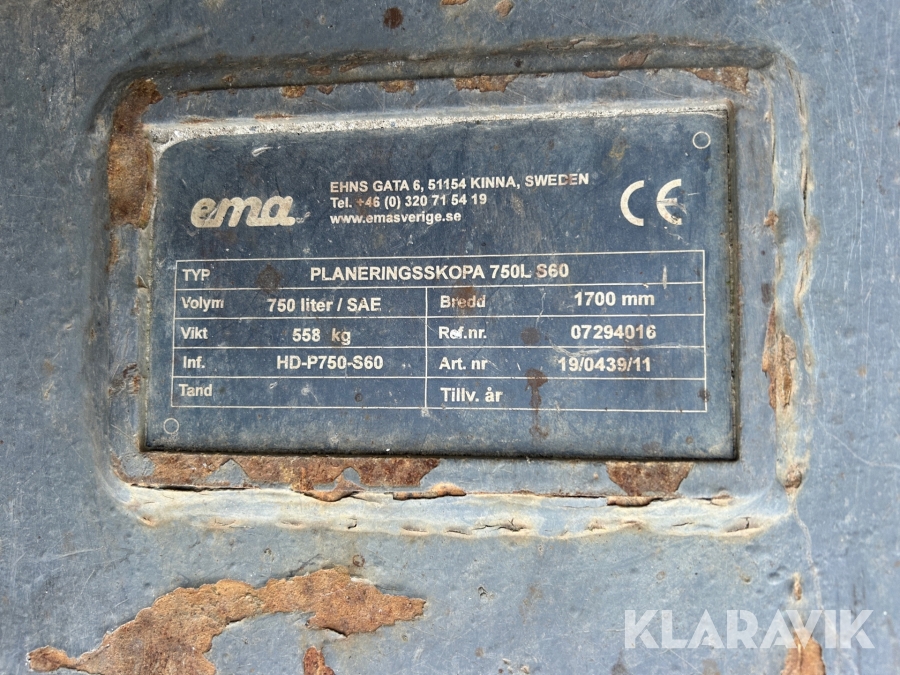 ema
EHNS GATA 6, 51154 KINNA, SWEDEN
Tel. +46 (0) 320 71 54 19
www.emasverige.se
CE
TYP PLANERINGSSKOPA 750L S60
Volym 750 liter / SAE Bredd 1700 mm
Vikt 558 kg Ref.nr. 07294016
Inf. HD-P750-S60 Art. nr 19/0439/11
Tand Tillv. år
KLARAVIK